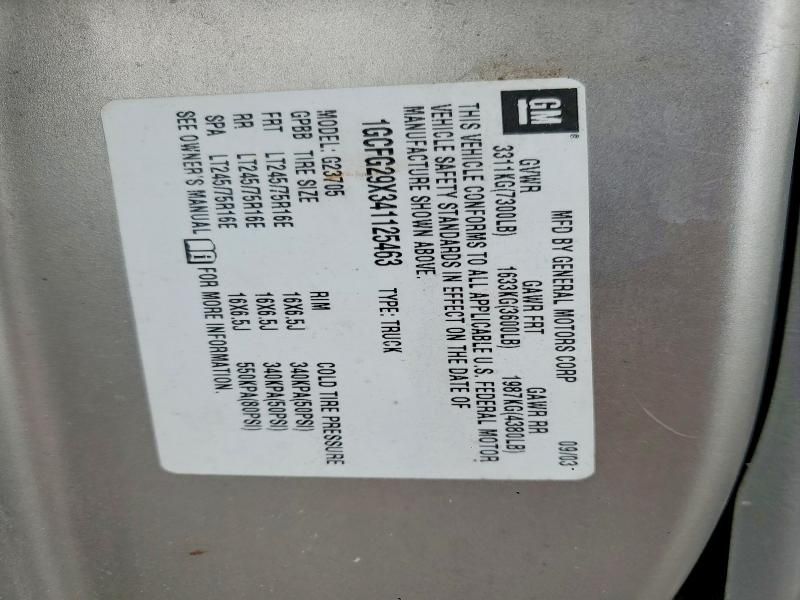 GM ®
MFD BY GENERAL MOTORS CORP 09/03
GVWR GAWR FRT GAWR RR
3311KG(7300LB) 1633KG(3600LB) 1987KG(4380LB)
THIS VEHICLE CONFORMS TO ALL APPLICABLE U.S. FEDERAL MOTOR
VEHICLE SAFETY STANDARDS IN EFFECT ON THE DATE OF
MANUFACTURE SHOWN ABOVE.
1GCFG29X341125463 TYPE: TRUCK
MODEL: G23705
GPBB TIRE SIZE RIM COLD TIRE PRESSURE
FRT LT245/75R16E 16X6.5J 340KPA(50PSI)
RR LT245/75R16E 16X6.5J 340KPA(50PSI)
SPA LT245/75R16E 16X6.5J 550KPA(80PSI)
SEE OWNER'S MANUAL FOR MORE INFORMATION.